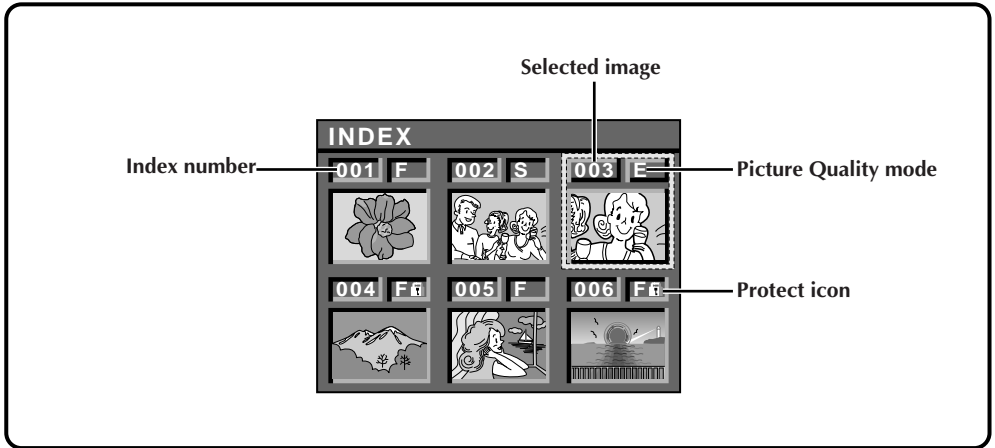 Selected image
INDEX
Index number
001 F 002 S 003 E
Picture Quality mode
004 F 005 F 006 F
Protect icon